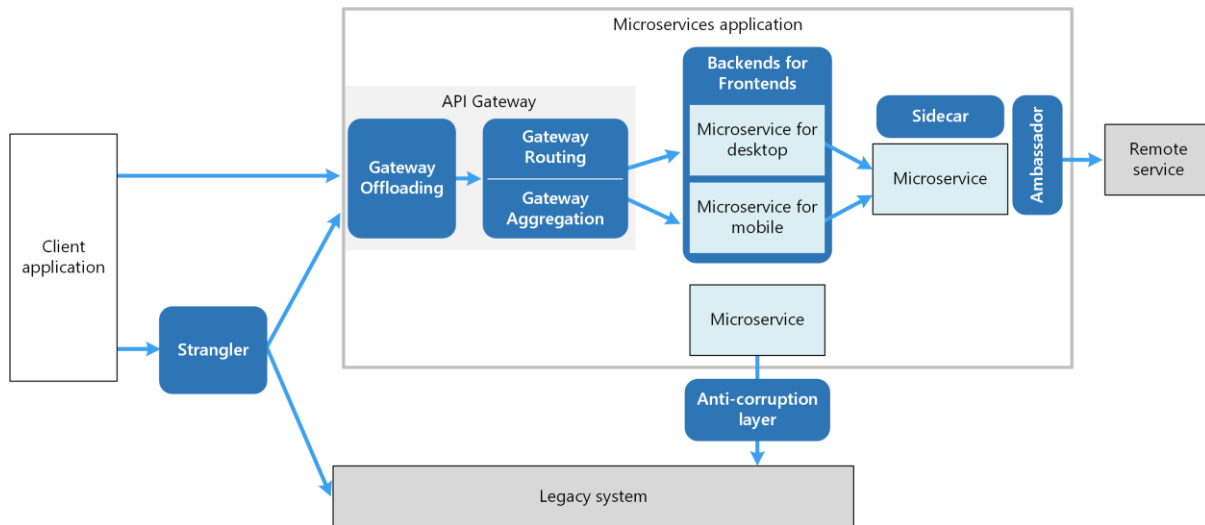 Microservices application
API Gateway
Client
application
Strangler
Gateway
Offloading
Gateway
Routing
Gateway
Aggregation
Backends for
Frontends
Microservice for
desktop
Microservice for
mobile
Sidecar
Microservice
Ambassador
Remote
service
Microservice
Anti-corruption
layer
Legacy system